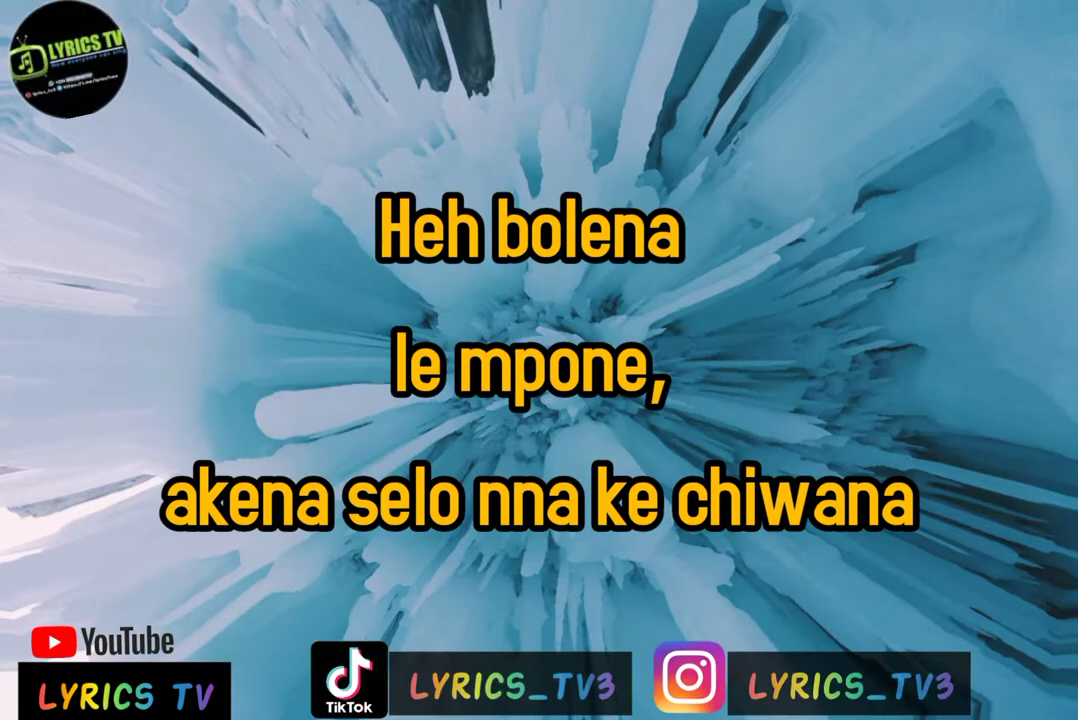 LYRICS TV
Heh bolena
le mpone,
akena selo nna ke chiwana
YouTube
LYRICS TV
TikTok
LYRICS_TV3
LYRICS_TV3